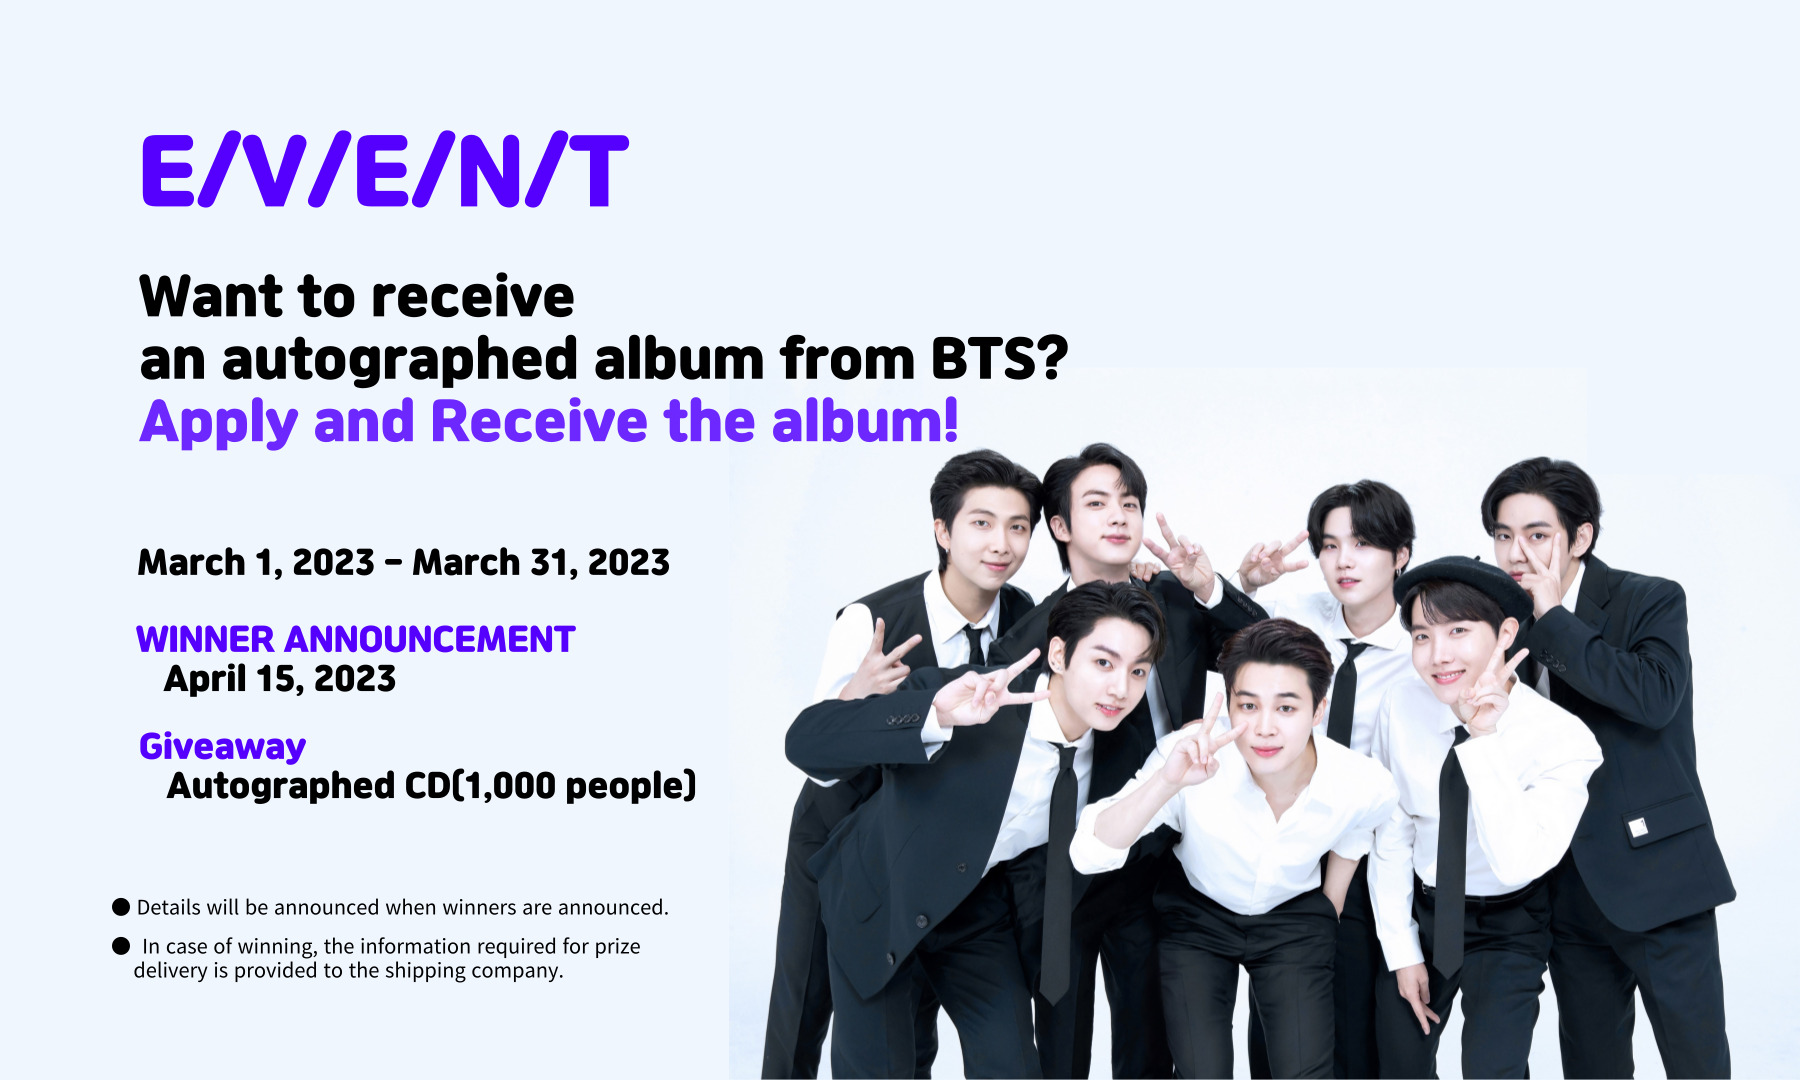 E/V/E/N/T
Want to receive
an autographed album from BTS?
Apply and Receive the album!
March 1, 2023 – March 31, 2023
WINNER ANNOUNCEMENT
April 15, 2023
Giveaway
Autographed CD(1,000 people)
● Details will be announced when winners are announced.
● In case of winning, the information required for prize
delivery is provided to the shipping company.